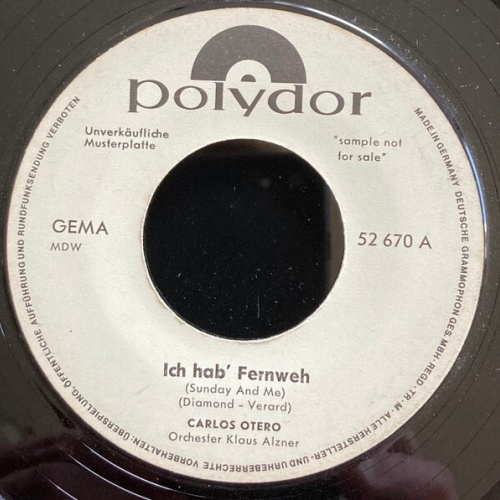 polydor
Unverkäufliche
Musterplatte
"sample not
for sale"
GEMA
MDW
52 670 A
Ich hab' Fernweh
(Sunday And Me)
(Diamond - Verard)
CARLOS OTERO
Orchester Klaus Alzner
MADE IN GERMANY DEUTSCHE GRAMMOPHON GES. MBH - REGD - TR - M - ALLE HERSTELLER - UND URHEBERRECHTE VORBEHALTEN · ÜBERSPIELUNG, ÖFFENTLICHE AUFFÜHRUNG UND RUNDFUNKSENDUNG VERBOTEN